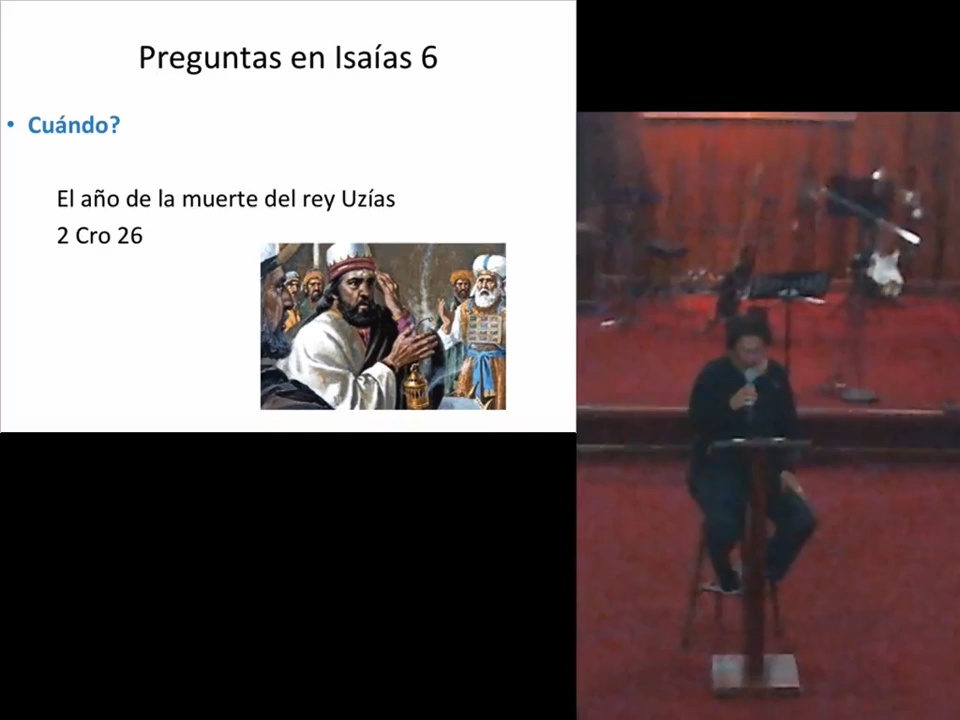 Preguntas en Isaías 6
• Cuándo?
El año de la muerte del rey Uzías
2 Cro 26